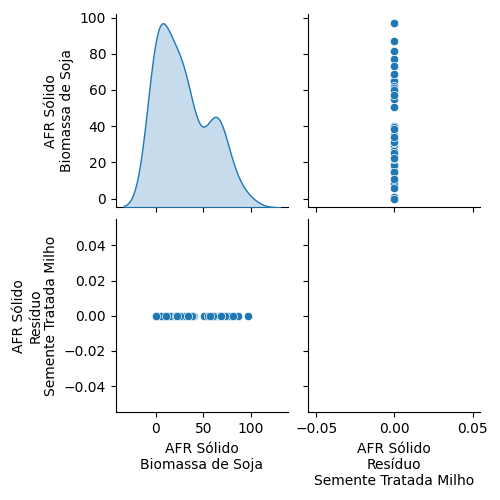 100
80
60
40
20
0
AFR Sólido
Biomassa de Soja
0.04
0.02
0.00
−0.02
−0.04
AFR Sólido
Resíduo
Semente Tratada Milho
0
50
100
AFR Sólido
Biomassa de Soja
−0.05
0.00
0.05
AFR Sólido
Resíduo
Semente Tratada Milho